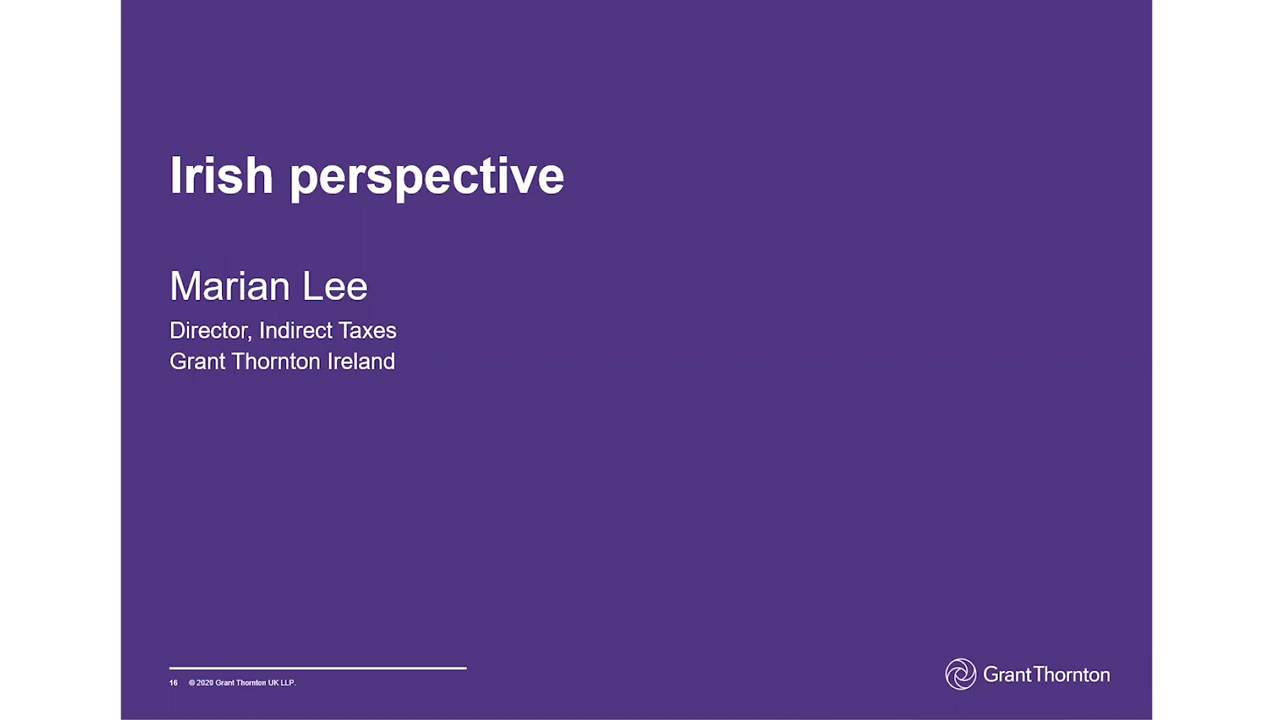 Irish perspective
Marian Lee
Director, Indirect Taxes
Grant Thornton Ireland
16 © 2020 Grant Thornton UK LLP.
Grant Thornton